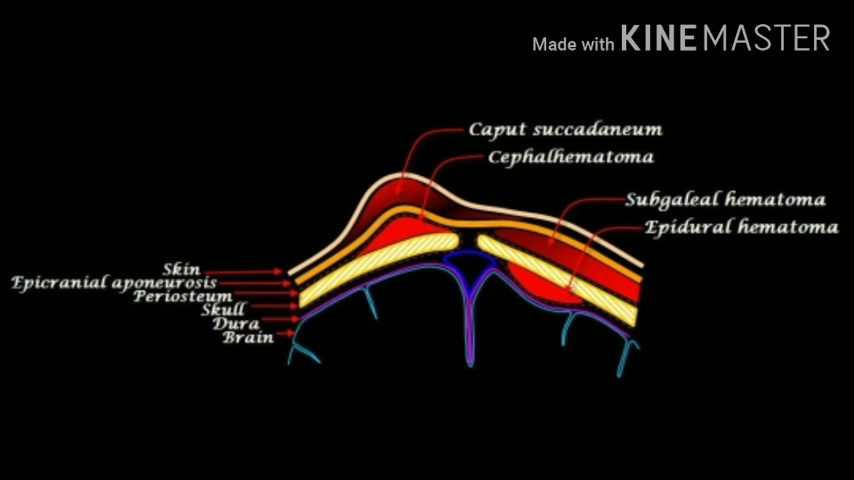 Made with KINEMASTER
Caput succadaneum
Cephalhematoma
Subgaleal hematoma
Epidural hematoma
Skin
Epicranial aponeurosis
Periosteum
Skull
Dura
Brain